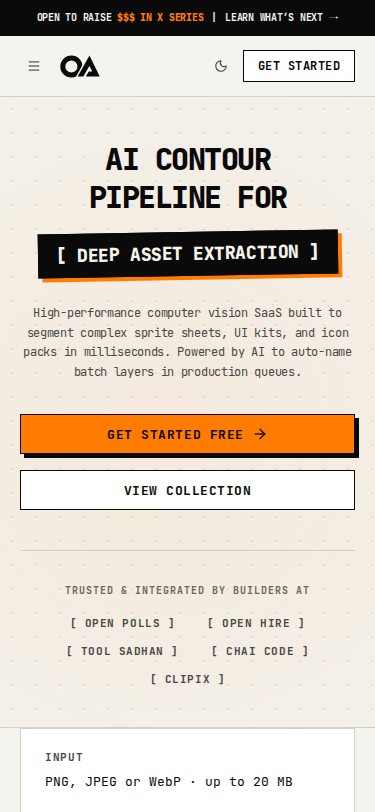 OPEN TO RAISE $$$ IN X SERIES | LEARN WHAT'S NEXT →
OA
GET STARTED
AI CONTOUR
PIPELINE FOR
[ DEEP ASSET EXTRACTION ]
High-performance computer vision SaaS built to
segment complex sprite sheets, UI kits, and icon
packs in milliseconds. Powered by AI to auto-name
batch layers in production queues.
GET STARTED FREE →
VIEW COLLECTION
TRUSTED & INTEGRATED BY BUILDERS AT
[ OPEN POLLS ] [ OPEN HIRE ]
[ TOOL SADHAN ] [ CHAI CODE ]
[ CLIPIX ]
INPUT
PNG, JPEG or WebP · up to 20 MB